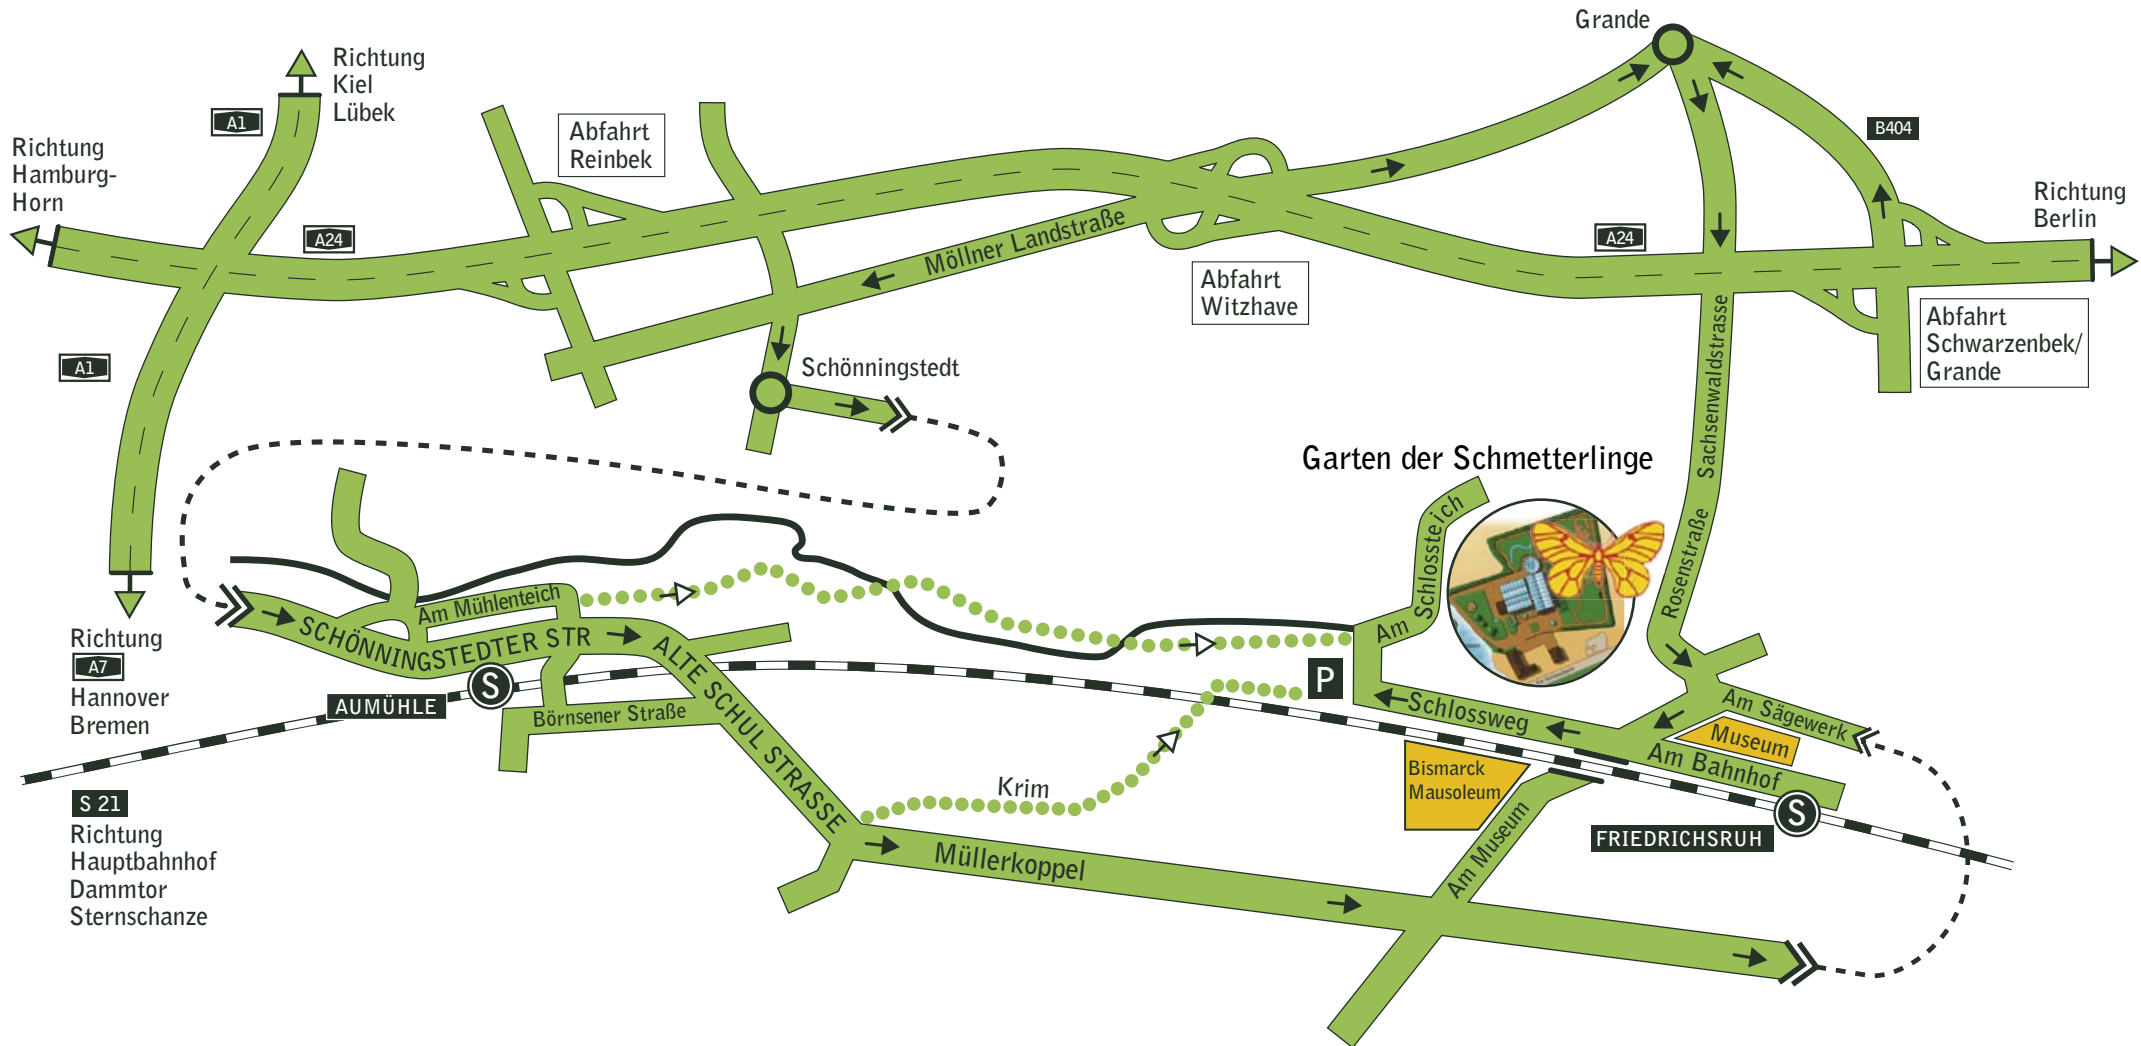 Grande
Richtung
Kiel
Lübek
A1
Abfahrt
Reinbek
B404
Richtung
Hamburg-
Horn
Richtung
Berlin
A24
Möllner Landstraße
A24
Abfahrt
Witzhave
Abfahrt
Schwarzenbek/
Grande
A1
Schönningstedt
Sachsenwaldstrasse
Garten der Schmetterlinge
Rosenstraße
Am Schlossteich
Am Mühlenteich
SCHÖNNINGSTEDTER STR
ALTE SCHUL STRASSE
Richtung
A7
Hannover
Bremen
S
AUMÜHLE
Börnsener Straße
P
Schlossweg
Am Sägewerk
Museum
Am Bahnhof
Bismarck
Mausoleum
Krim
S 21
Richtung
Hauptbahnhof
Dammtor
Sternschanze
S
FRIEDRICHSRUH
Am Museum
Müllerkoppel